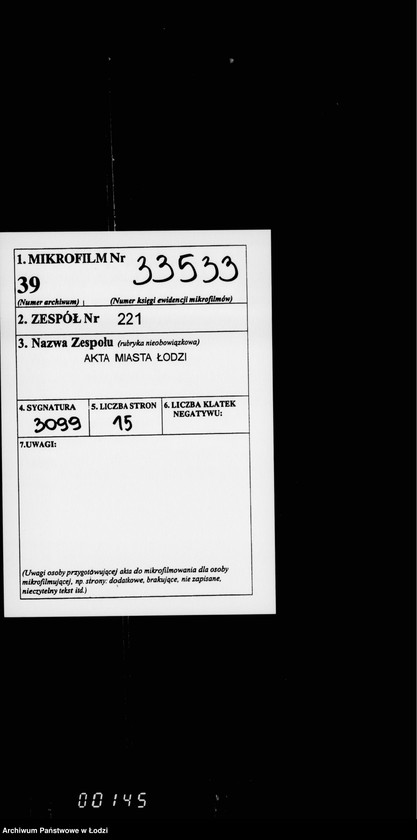 1. MIKROFILM Nr 33533
39
(Numer archiwum) (Numer księgi ewidencji mikrofilmów)
2. ZESPÓŁ Nr 221
3. Nazwa Zespołu (rubryka nieobowiązkowa)
AKTA MIASTA ŁODZI
4. SYGNATURA 5. LICZBA STRON 6. LICZBA KLATEK
NEGATYWU:
3099 15
7.UWAGI:
(Uwagi osoby przygotowującej akta do mikrofilmowania dla osoby
mikrofilmującej, np. strony: dodatkowe, brakujące, nie zapisane,
nieczytelny tekst itd.)
00145
Archiwum Państwowe w Łodzi